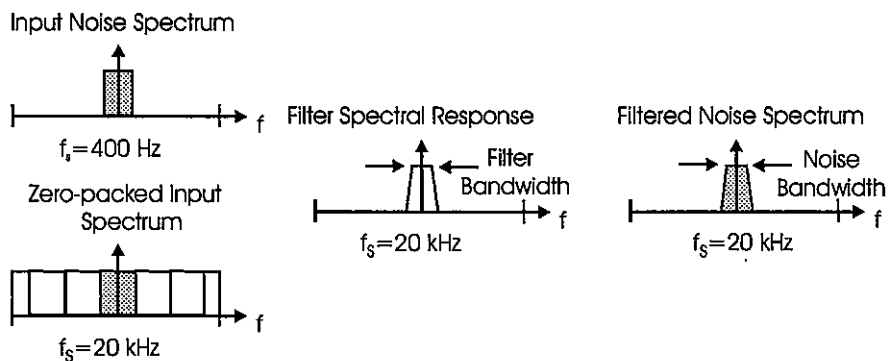 Input Noise Spectrum
f
fs=400 Hz
Zero-packed Input
Spectrum
f
fs=20 kHz
Filter Spectral Response
Filter
Bandwidth
f
fS=20 kHz
Filtered Noise Spectrum
Noise
Bandwidth
f
fS=20 kHz